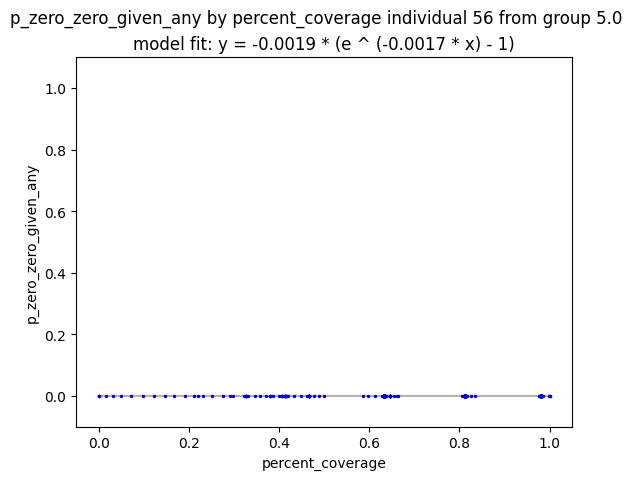 p_zero_zero_given_any by percent_coverage individual 56 from group 5.0
model fit: y = -0.0019 * (e ^ (-0.0017 * x) - 1)
1.0
0.8
0.6
0.4
0.2
0.0
p_zero_zero_given_any
0.0 0.2 0.4 0.6 0.8 1.0
percent_coverage